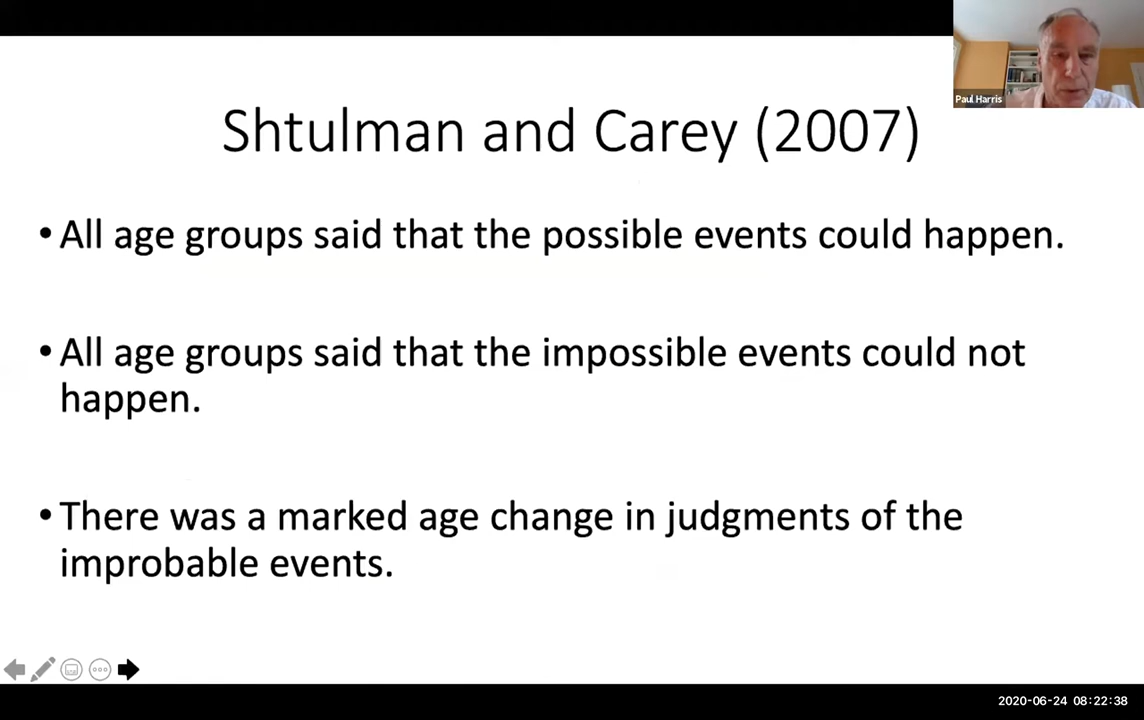 Paul Harris
Shtulman and Carey (2007)
• All age groups said that the possible events could happen.
• All age groups said that the impossible events could not
happen.
• There was a marked age change in judgments of the
improbable events.
2020-06-24 08:22:38